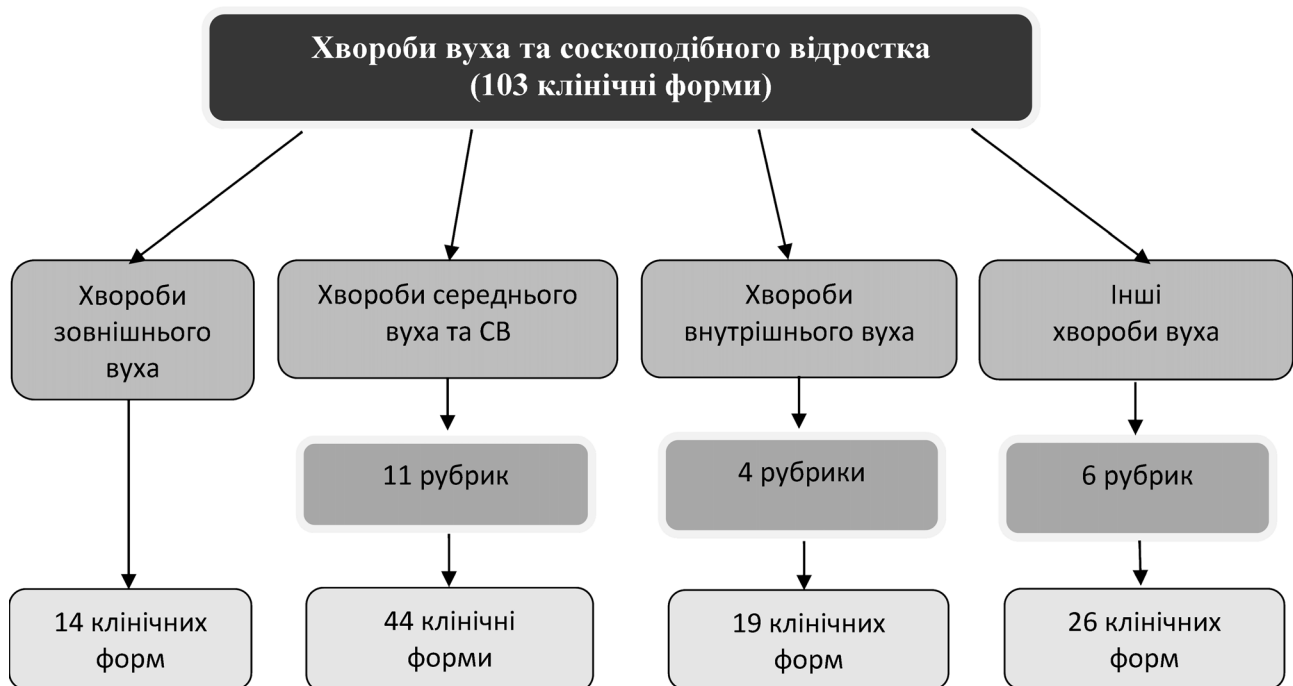 Хвороби вуха та соскоподібного відростка
(103 клінічні форми)
Хвороби
зовнішнього
вуха
Хвороби середнього
вуха та СВ
Хвороби
внутрішнього вуха
Інші
хвороби вуха
11 рубрик
4 рубрики
6 рубрик
14 клінічних
форм
44 клінічні
форми
19 клінічних
форм
26 клінічних
форм